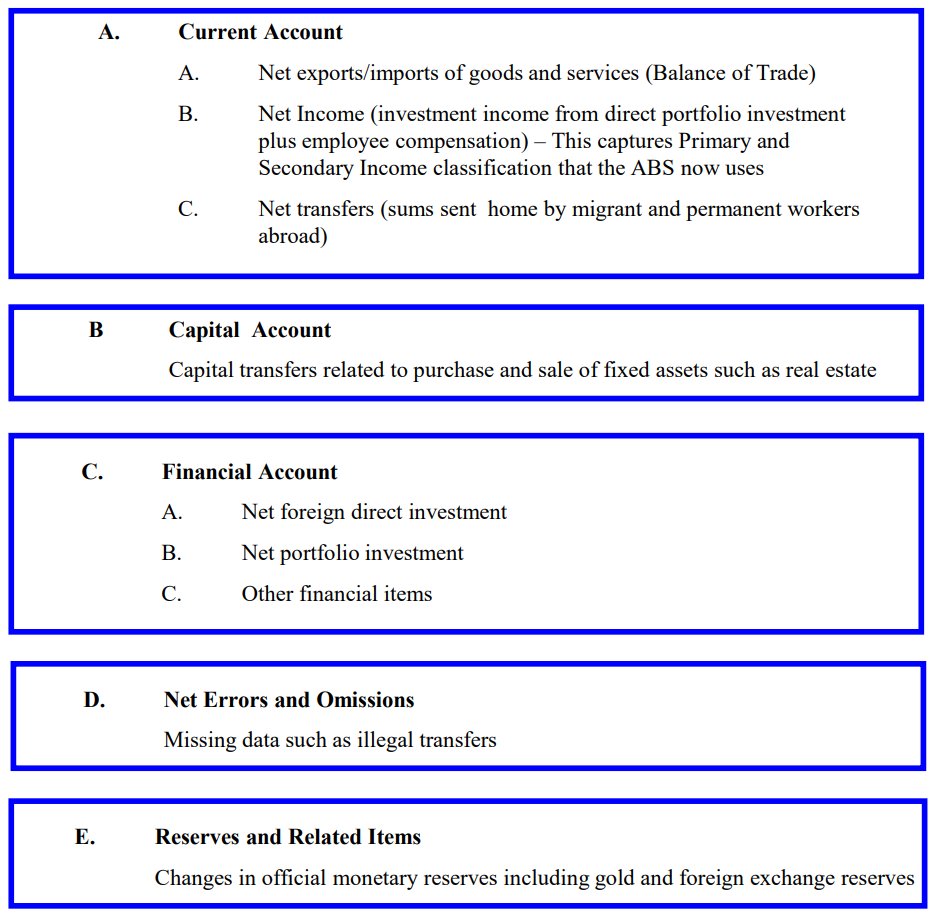 A. Current Account
A. Net exports/imports of goods and services (Balance of Trade)
B. Net Income (investment income from direct portfolio investment
plus employee compensation) – This captures Primary and
Secondary Income classification that the ABS now uses
C. Net transfers (sums sent home by migrant and permanent workers
abroad)
B Capital Account
Capital transfers related to purchase and sale of fixed assets such as real estate
C. Financial Account
A. Net foreign direct investment
B. Net portfolio investment
C. Other financial items
D. Net Errors and Omissions
Missing data such as illegal transfers
E. Reserves and Related Items
Changes in official monetary reserves including gold and foreign exchange reserves